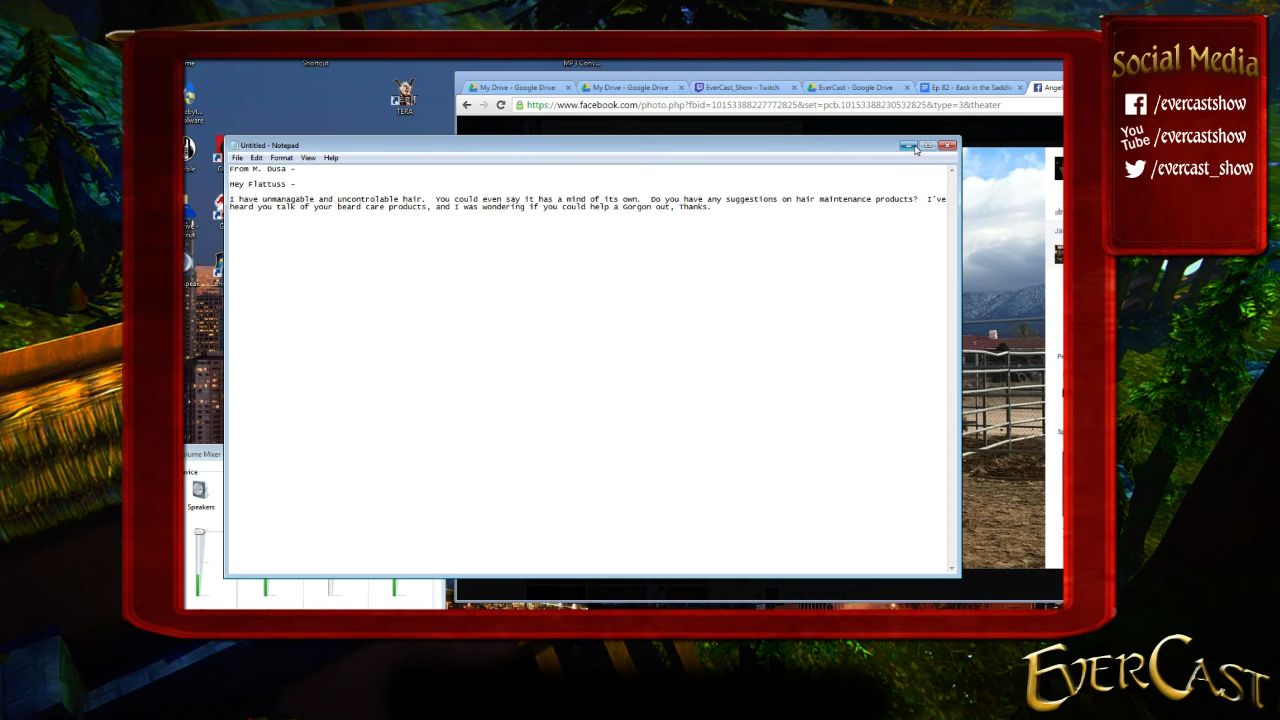 Social Media
/evercastshow
You Tube /evercastshow
/evercast_show
Shortcut
MP3 Conv...
TERA
My Drive - Google Drive
My Drive - Google Drive
EverCast_Show - Twitch
EverCast - Google Drive
Ep 82 - Back in the Saddle
Angel
https://www.facebook.com/photo.php?fbid=10153388227772825&set=pcb.10153388230532825&type=3&theater
Untitled - Notepad
File Edit Format View Help
From M. Dusa -
Hey Flattuss -
I have unmanagable and uncontrolable hair. You could even say it has a mind of its own. Do you have any suggestions on hair maintenance products? I've
heard you talk of your beard care products, and I was wondering if you could help a Gorgon out, Thanks.
lume Mixer
Speakers
EverCast